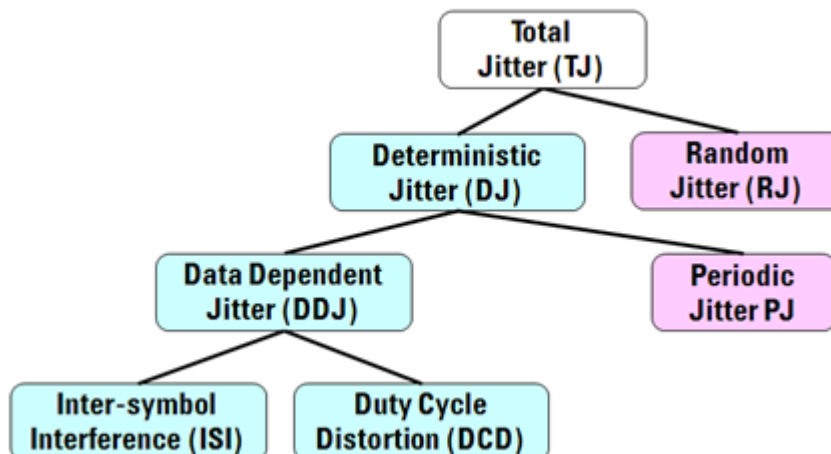 Total
Jitter (TJ)
Deterministic
Jitter (DJ)
Random
Jitter (RJ)
Data Dependent
Jitter (DDJ)
Periodic
Jitter PJ
Inter-symbol
Interference (ISI)
Duty Cycle
Distortion (DCD)